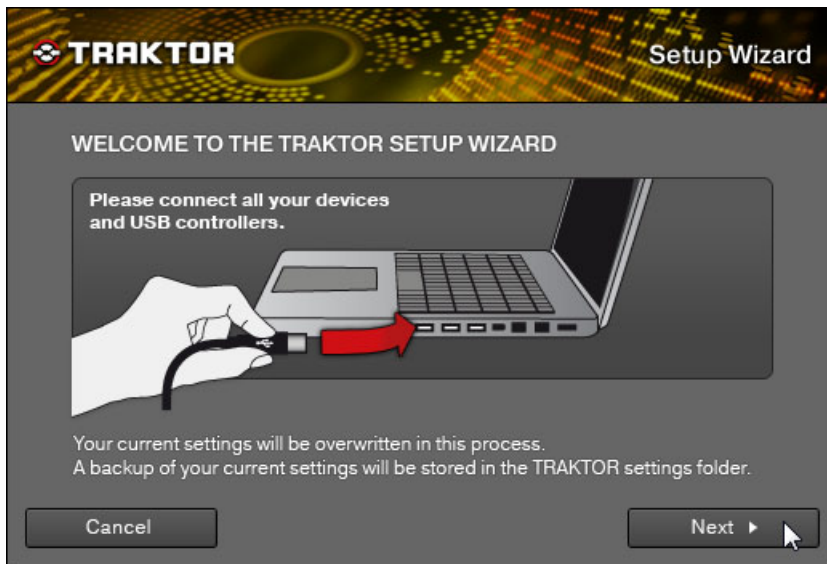 TRAKTOR
Setup Wizard
WELCOME TO THE TRAKTOR SETUP WIZARD
Please connect all your devices
and USB controllers.
Your current settings will be overwritten in this process.
A backup of your current settings will be stored in the TRAKTOR settings folder.
Cancel
Next